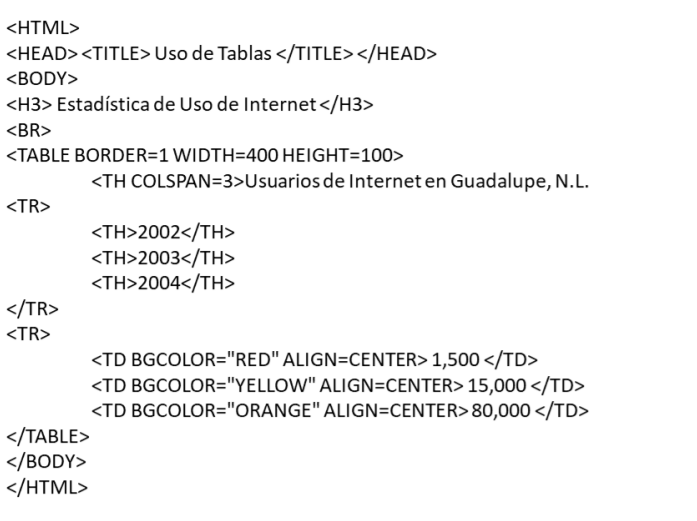 <HTML>
<HEAD> <TITLE> Uso de Tablas </TITLE> </HEAD>
<BODY>
<H3> Estadística de Uso de Internet </H3>
<BR>
<TABLE BORDER=1 WIDTH=400 HEIGHT=100>
<TH COLSPAN=3>Usuarios de Internet en Guadalupe, N.L.
<TR>
<TH>2002</TH>
<TH>2003</TH>
<TH>2004</TH>
</TR>
<TR>
<TD BGCOLOR="RED" ALIGN=CENTER> 1,500 </TD>
<TD BGCOLOR="YELLOW" ALIGN=CENTER> 15,000 </TD>
<TD BGCOLOR="ORANGE" ALIGN=CENTER> 80,000 </TD>
</TABLE>
</BODY>
</HTML>